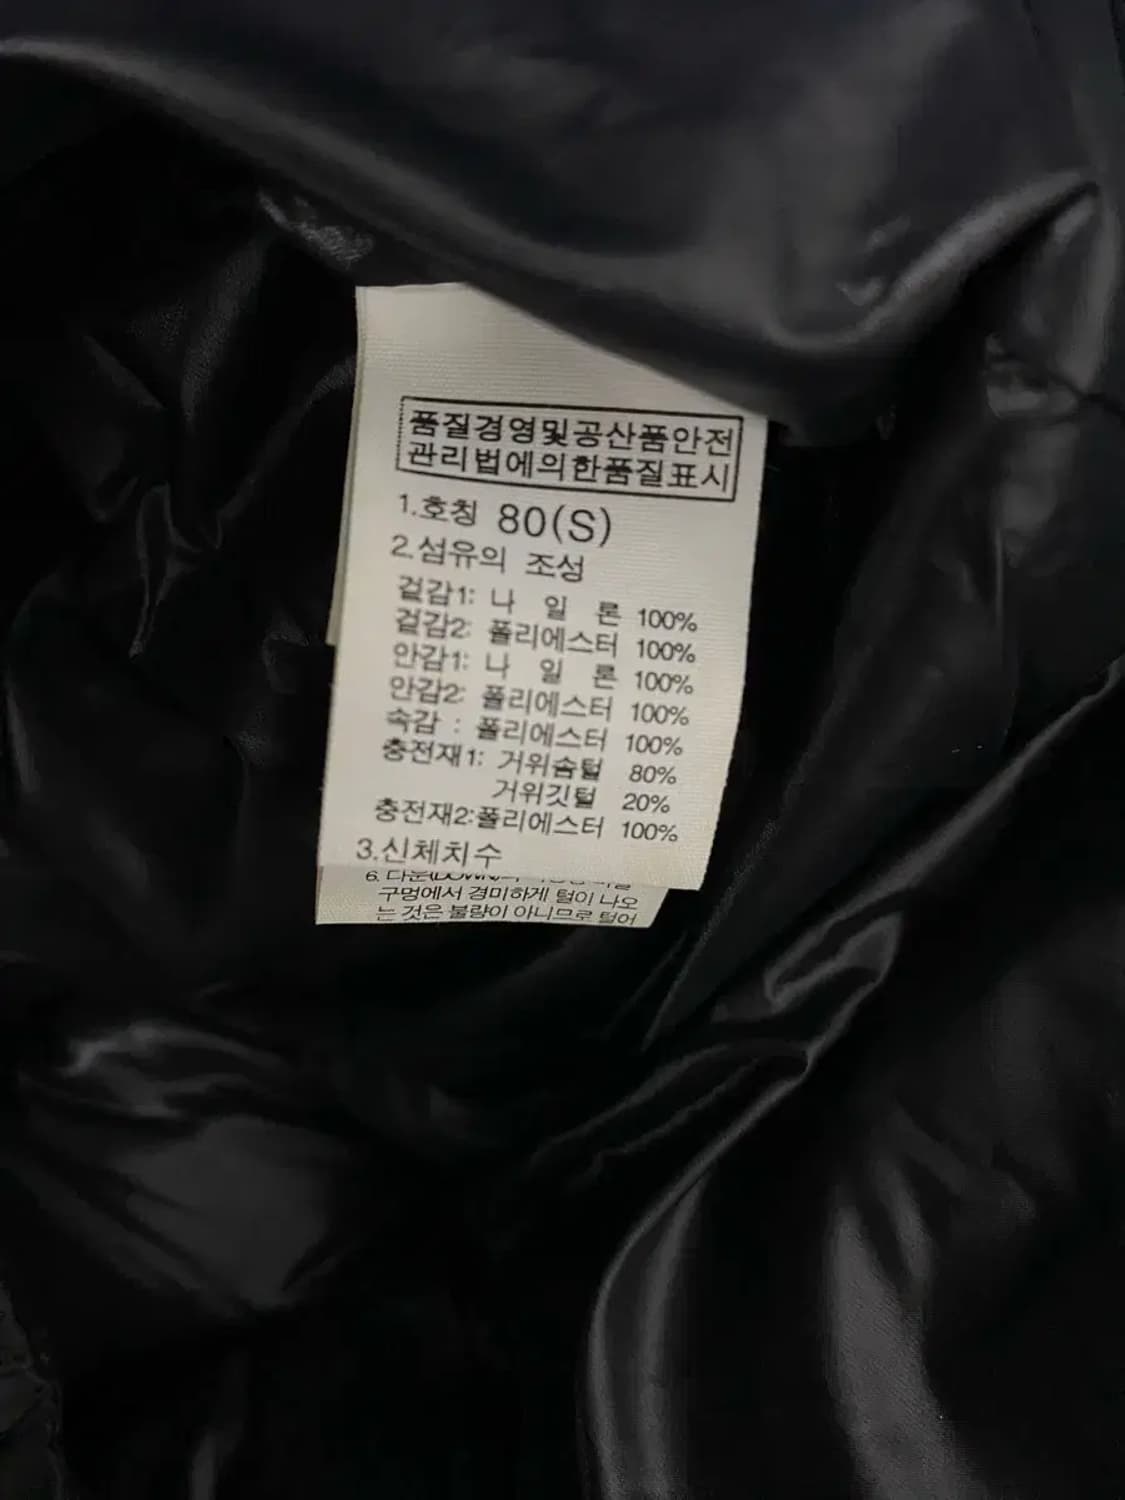 품질경영및공산품안전
관리법에의한품질표시
1.호칭 80(S)
2.섬유의 조성
겉감1: 나 일 론 100%
겉감2: 폴리에스터 100%
안감1: 나 일 론 100%
안감2: 폴리에스터 100%
속감 : 폴리에스터 100%
충전재1: 거위솜털 80%
거위깃털 20%
충전재2:폴리에스터 100%
3.신체치수
6. 다운(DOWN)
구멍에서 경미하게 털이 나오
는 것은 불량이 아니므로 털어